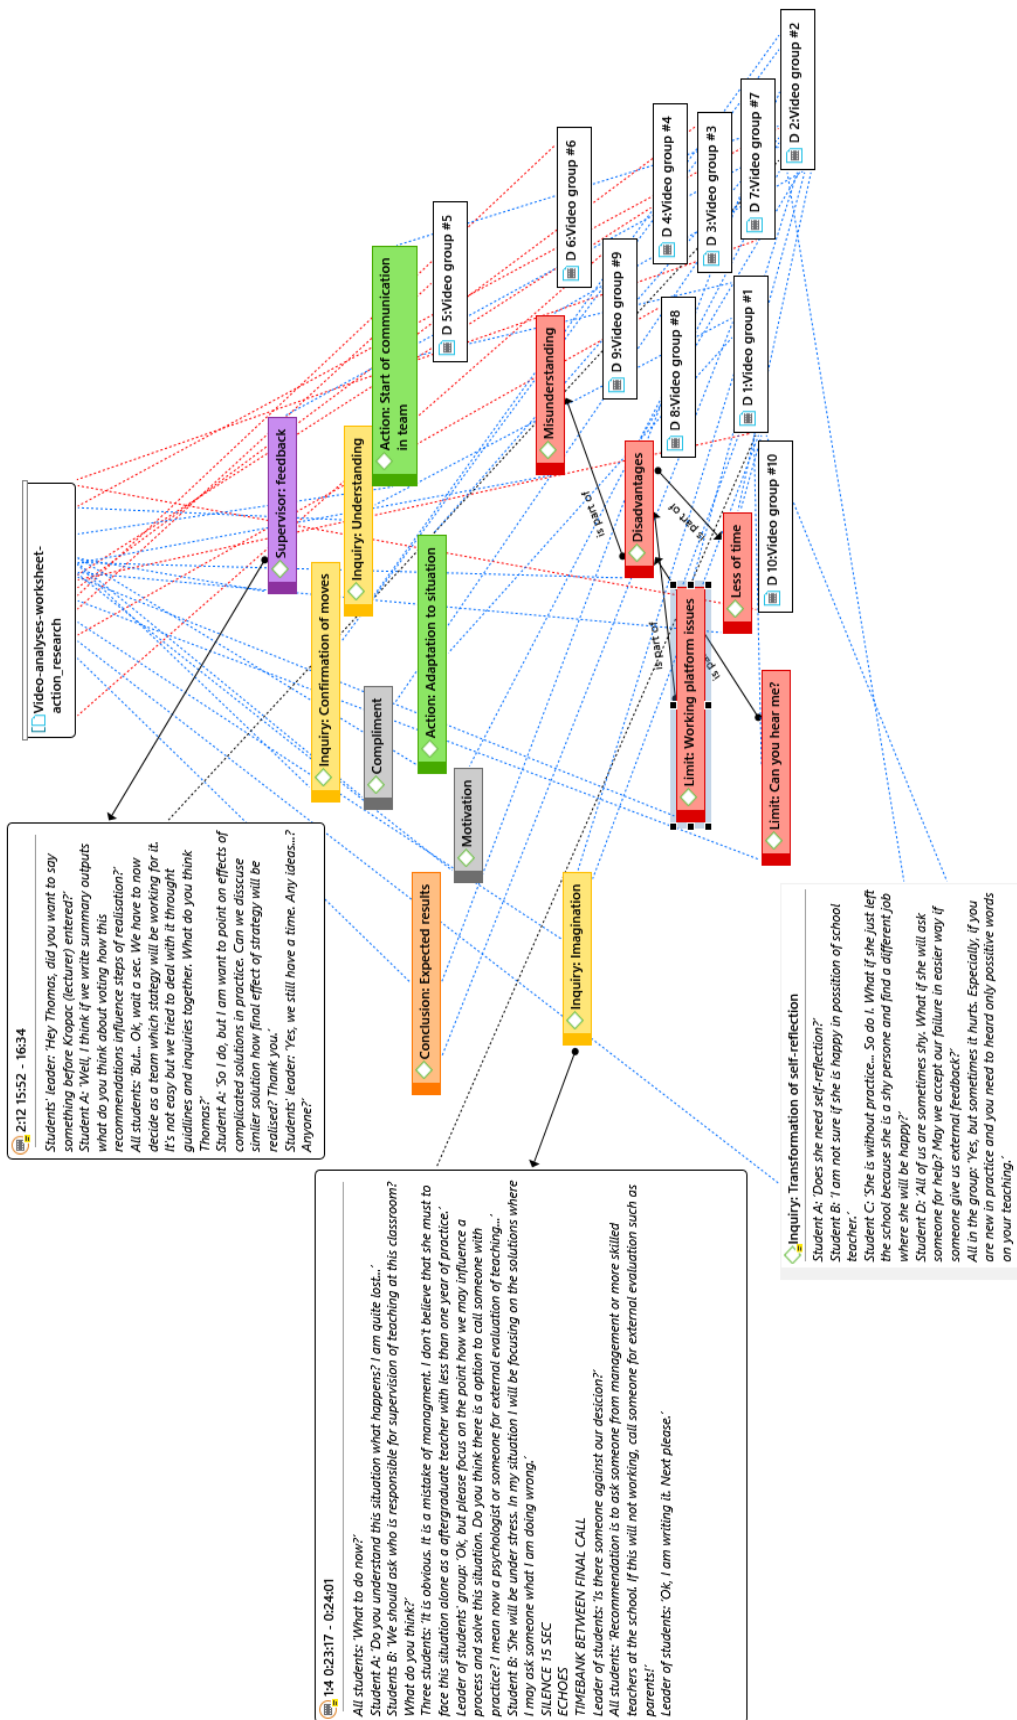 Video-analyses-worksheet-
action_research
2:12 15:52 - 16:34
Students' leader: 'Hey Thomas, did you want to say
something before Kropac (lecturer) entered?'
Student A: 'Well, I think if we write summary outputs
what do you think about voting how this
recommendations influence steps of realisation?'
All students: 'But... Ok, wait a sec. We have to now
decide as a team which strategy will be working for it.
It's not easy but we tried to deal with it throught
guidlines and inquiries together. What do you think
Thomas?'
Student A: 'So I do, but I am want to point on effects of
complicated solutions in practice. Can we disscuse
similer solution how final effect of strategy will be
realised? Thank you.'
Students' leader: 'Yes, we still have a time. Any ideas...?
Anyone?'
Supervisor: feedback
Inquiry: Confirmation of moves
Inquiry: Understanding
Action: Start of communication
in team
Compliment
Action: Adaptation to situation
Motivation
Conclusion: Expected results
Inquiry: Imagination
Misunderstanding
Disadvantages
Less of time
Limit: Working platform issues
Limit: Can you hear me?
is part of
is part of
is part of
is pa
D 5:Video group #5
D 6:Video group #6
D 9:Video group #9
D 4:Video group #4
D 8:Video group #8
D 3:Video group #3
D 7:Video group #7
D 1:Video group #1
D 2:Video group #2
D 10:Video group #10
1:4 0:23:17 - 0:24:01
All students: 'What to do now?'
Student A: 'Do you understand this situation what happens? I am quite lost...'
Students B: 'We should ask who is responsible for supervision of teaching at this classroom?
What do you think?'
Three students: 'It is obvious. It is a mistake of managment. I don't believe that she must to
face this situation alone as a aftergraduate teacher with less than one year of practice.'
Leader of students' group: 'Ok, but please focus on the point how we may influence a
process and solve this situation. Do you think there is a option to call someone with
practice? I mean now a psychologist or someone for external evaluation of teaching...'
Student B: 'She will be under stress. In my situation I will be focusing on the solutions where
I may ask someone what I am doing wrong.'
SILENCE 15 SEC
ECHOES
TIMEBANK BETWEEN FINAL CALL
Leader of students: 'Is there someone against our desicion?'
All students: 'Recommendation is to ask someone from management or more skilled
teachers at the school. If this will not working, call someone for external evaluation such as
parents!'
Leader of students: 'Ok, I am writing it. Next please.'
Inquiry: Transformation of self-reflection
Student A: 'Does she need self-reflection?'
Student B: 'I am not sure if she is happy in possition of school
teacher.'
Student C: 'She is without practice... So do I. What if she just left
the school because she is a shy persone and find a different job
where she will be happy?'
Student D: 'All of us are sometimes shy. What if she will ask
someone for help? May we accept our failure in easier way if
someone give us external feedback?'
All in the group: 'Yes, but sometimes it hurts. Especially, if you
are new in practice and you need to heard only possitive words
on your teaching.'